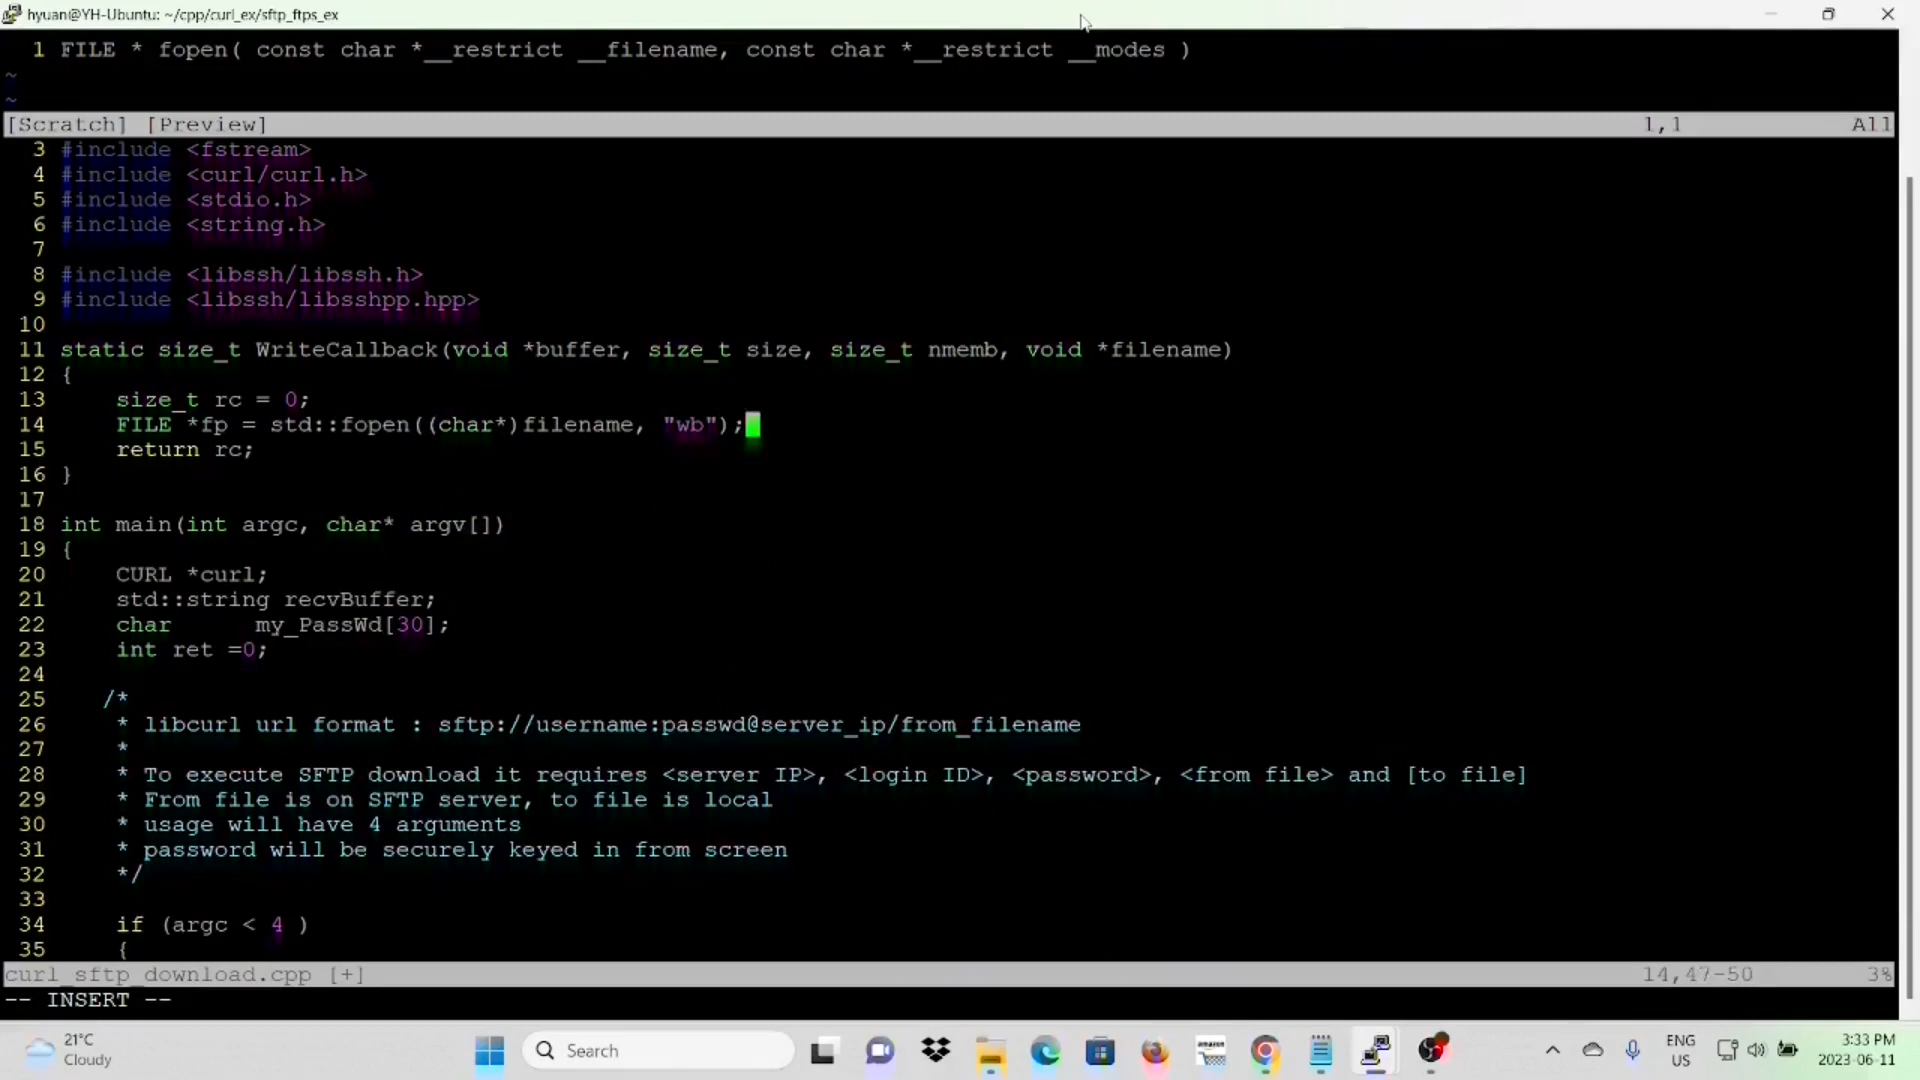 hyuan@YH-Ubuntu: ~/cpp/curl_ex/sftp_ftps_ex
1 FILE * fopen( const char *__restrict __filename, const char *__restrict __modes )
~
~
[Scratch] [Preview] 1,1 All
3 #include <fstream>
4 #include <curl/curl.h>
5 #include <stdio.h>
6 #include <string.h>
7
8 #include <libssh/libssh.h>
9 #include <libssh/libsshpp.hpp>
10
11 static size_t WriteCallback(void *buffer, size_t size, size_t nmemb, void *filename)
12 {
13     size_t rc = 0;
14     FILE *fp = std::fopen((char*)filename, "wb");
15     return rc;
16 }
17
18 int main(int argc, char* argv[])
19 {
20     CURL *curl;
21     std::string recvBuffer;
22     char      my_PassWd[30];
23     int ret =0;
24
25    /*
26     * libcurl url format : sftp://username:passwd@server_ip/from_filename
27     *
28     * To execute SFTP download it requires <server IP>, <login ID>, <password>, <from file> and [to file]
29     * From file is on SFTP server, to file is local
30     * usage will have 4 arguments
31     * password will be securely keyed in from screen
32     */
33
34     if (argc < 4 )
35     {
curl_sftp_download.cpp [+] 14,47-50 3%
-- INSERT --
21°C
Cloudy
Search
amazon
ENG
US
3:33 PM
2023-06-11